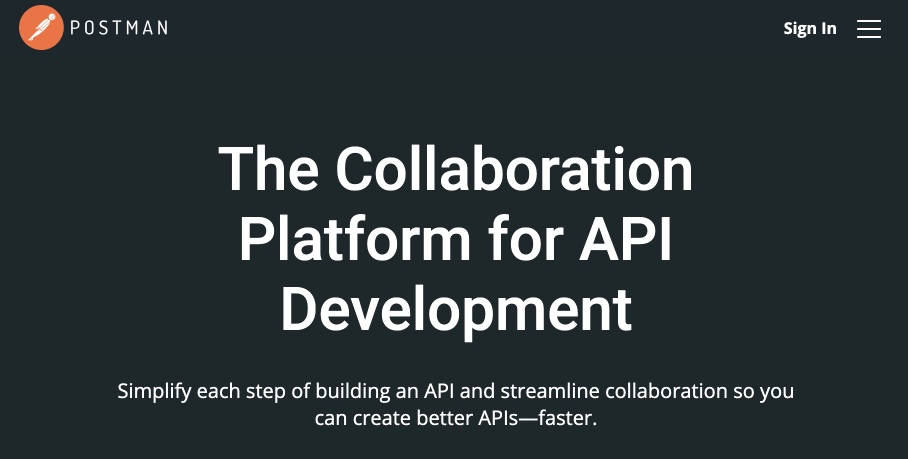 POSTMAN
Sign In
The Collaboration
Platform for API
Development
Simplify each step of building an API and streamline collaboration so you
can create better APIs—faster.